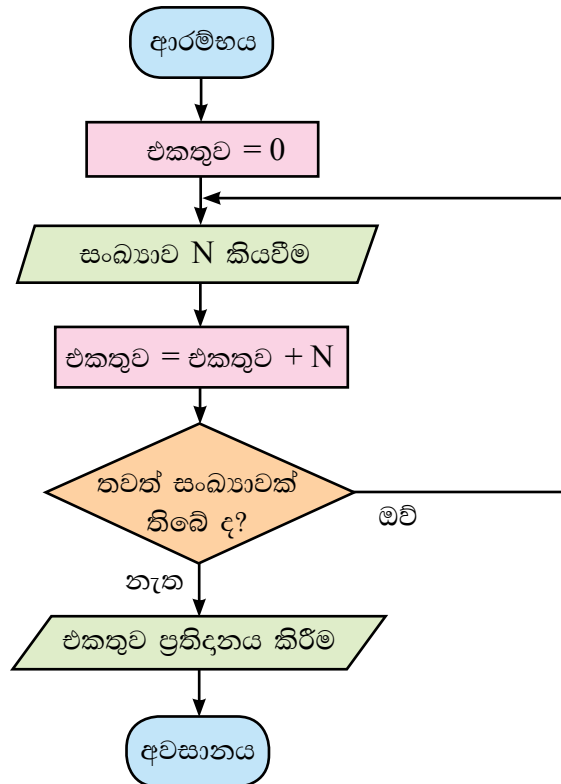 ආරම්භය
එකතුව = 0
සංඛ්‍යාව N කියවීම
එකතුව = එකතුව + N
තවත් සංඛ්‍යාවක්
තිබේ ද?
ඔව්
නැත
එකතුව ප්‍රතිදානය කිරීම
අවසානය